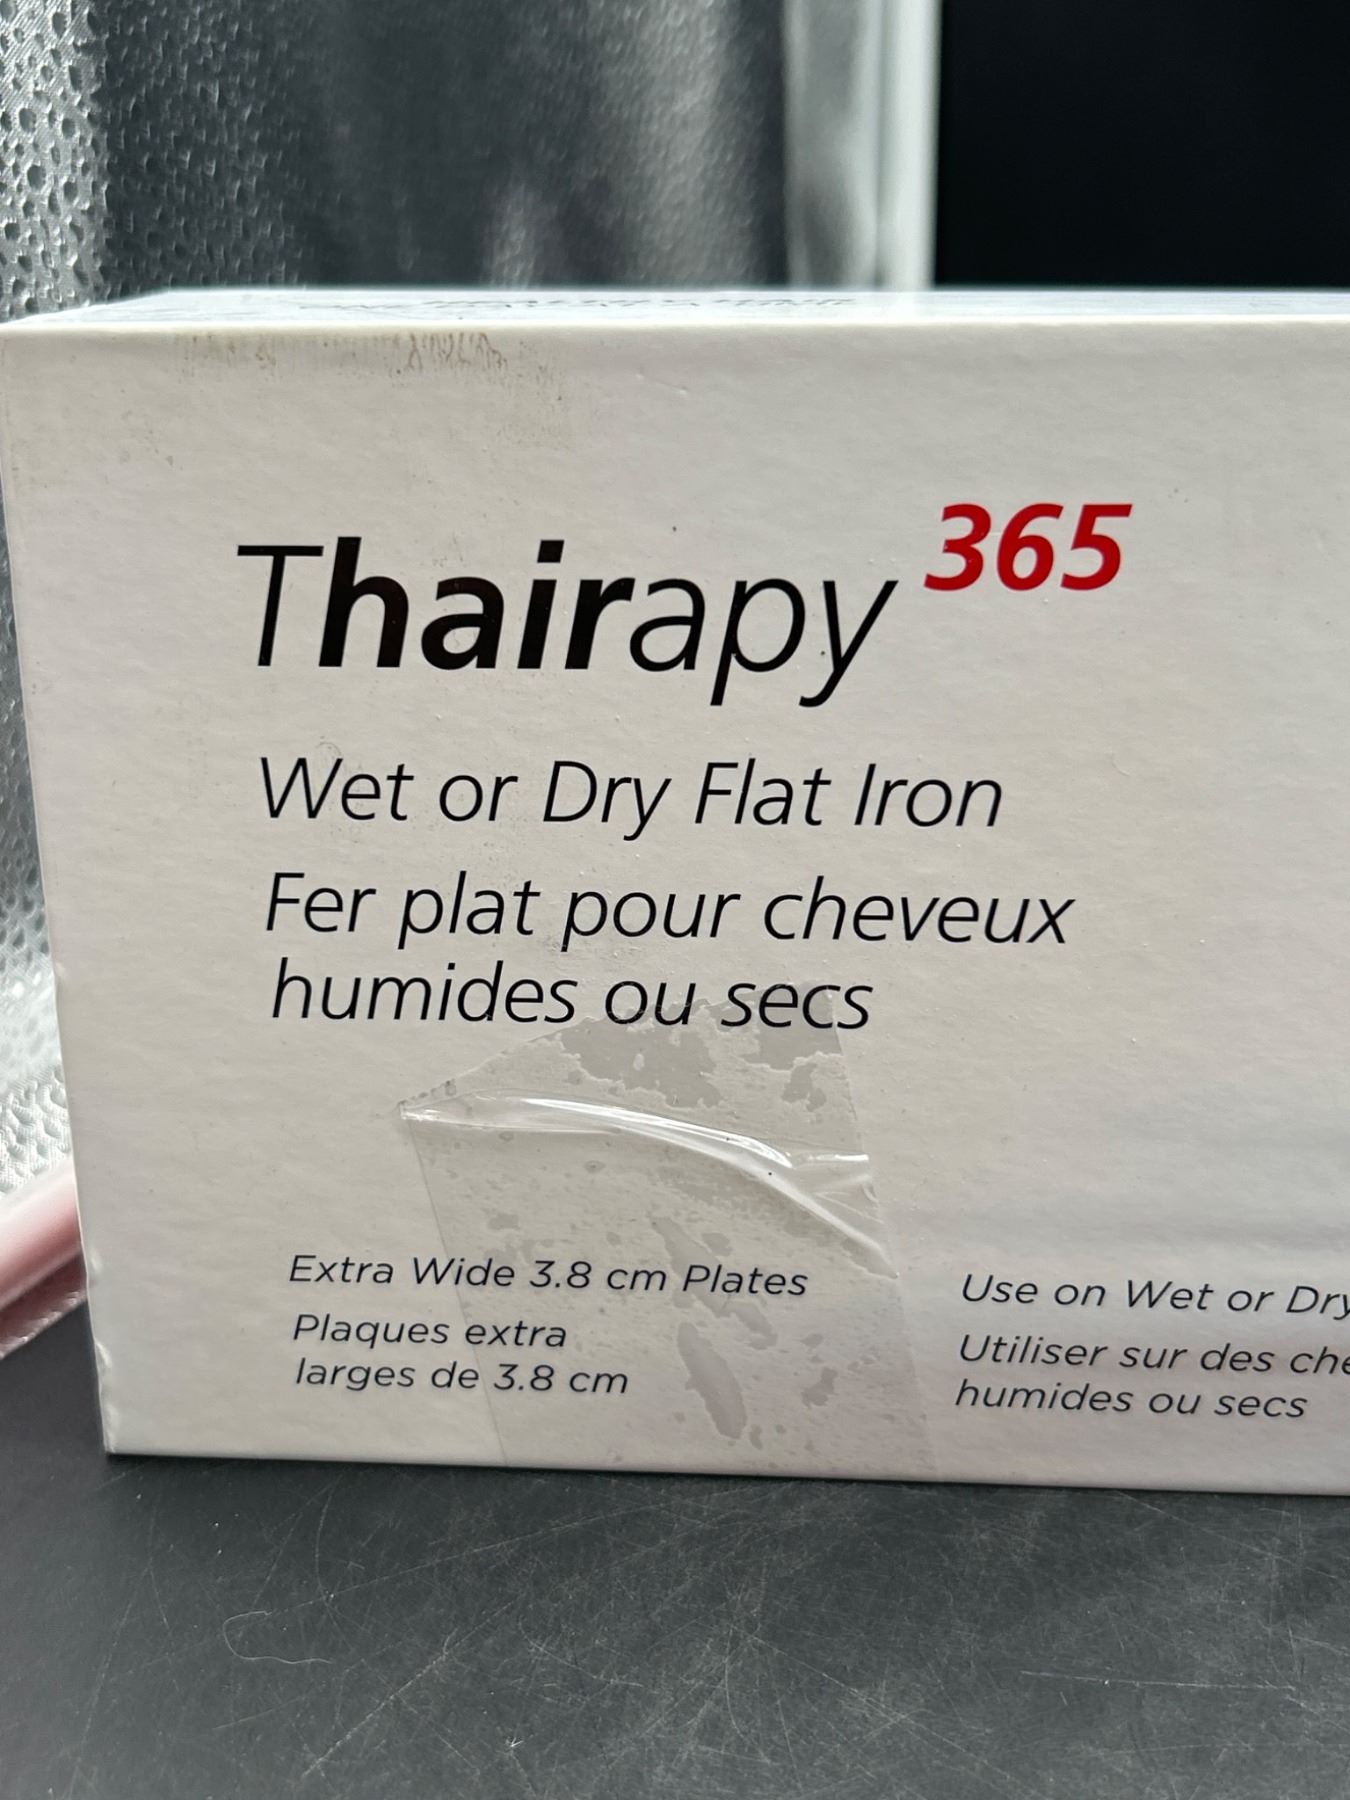 Thairapy 365
Wet or Dry Flat Iron
Fer plat pour cheveux
humides ou secs
Extra Wide 3.8 cm Plates
Plaques extra
larges de 3.8 cm
Use on Wet or Dry
Utiliser sur des
humides ou secs